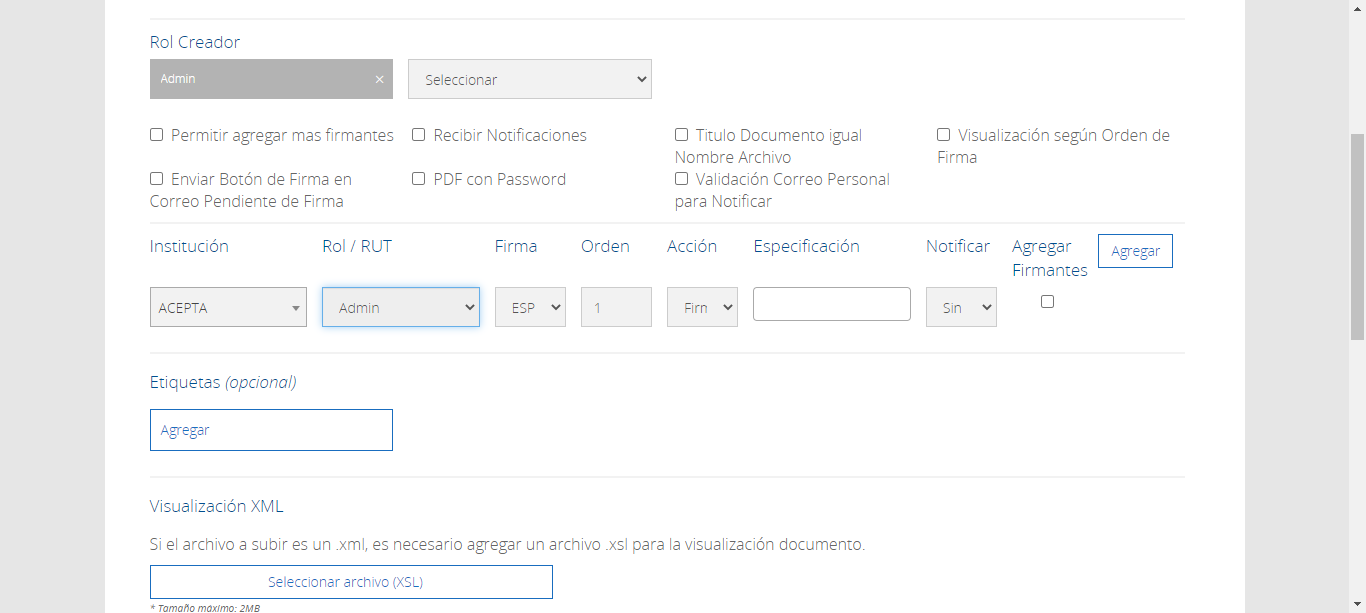 Rol Creador
Admin ×
Seleccionar
Permitir agregar mas firmantes
Recibir Notificaciones
Titulo Documento igual
Nombre Archivo
Visualización según Orden de
Firma
Enviar Botón de Firma en
Correo Pendiente de Firma
PDF con Password
Validación Correo Personal
para Notificar
Institución
Rol / RUT
Firma
Orden
Acción
Especificación
Notificar
Agregar
Firmantes
Agregar
ACEPTA
Admin
ESP
1
Firn
Sin
Etiquetas (opcional)
Agregar
Visualización XML
Si el archivo a subir es un .xml, es necesario agregar un archivo .xsl para la visualización documento.
Seleccionar archivo (XSL)
* Tamaño máximo: 2MB